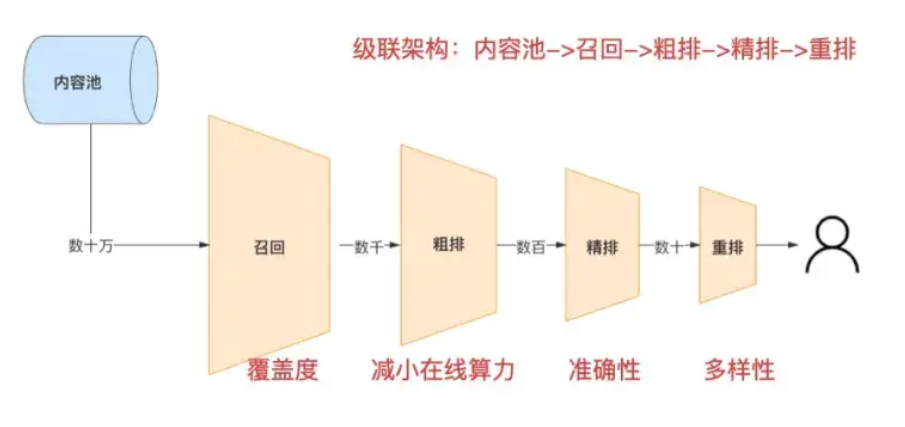 级联架构：内容池->召回->粗排->精排->重排
内容池
数十万
召回
数千
粗排
数百
精排
数十
重排
覆盖度
减小在线算力
准确性
多样性